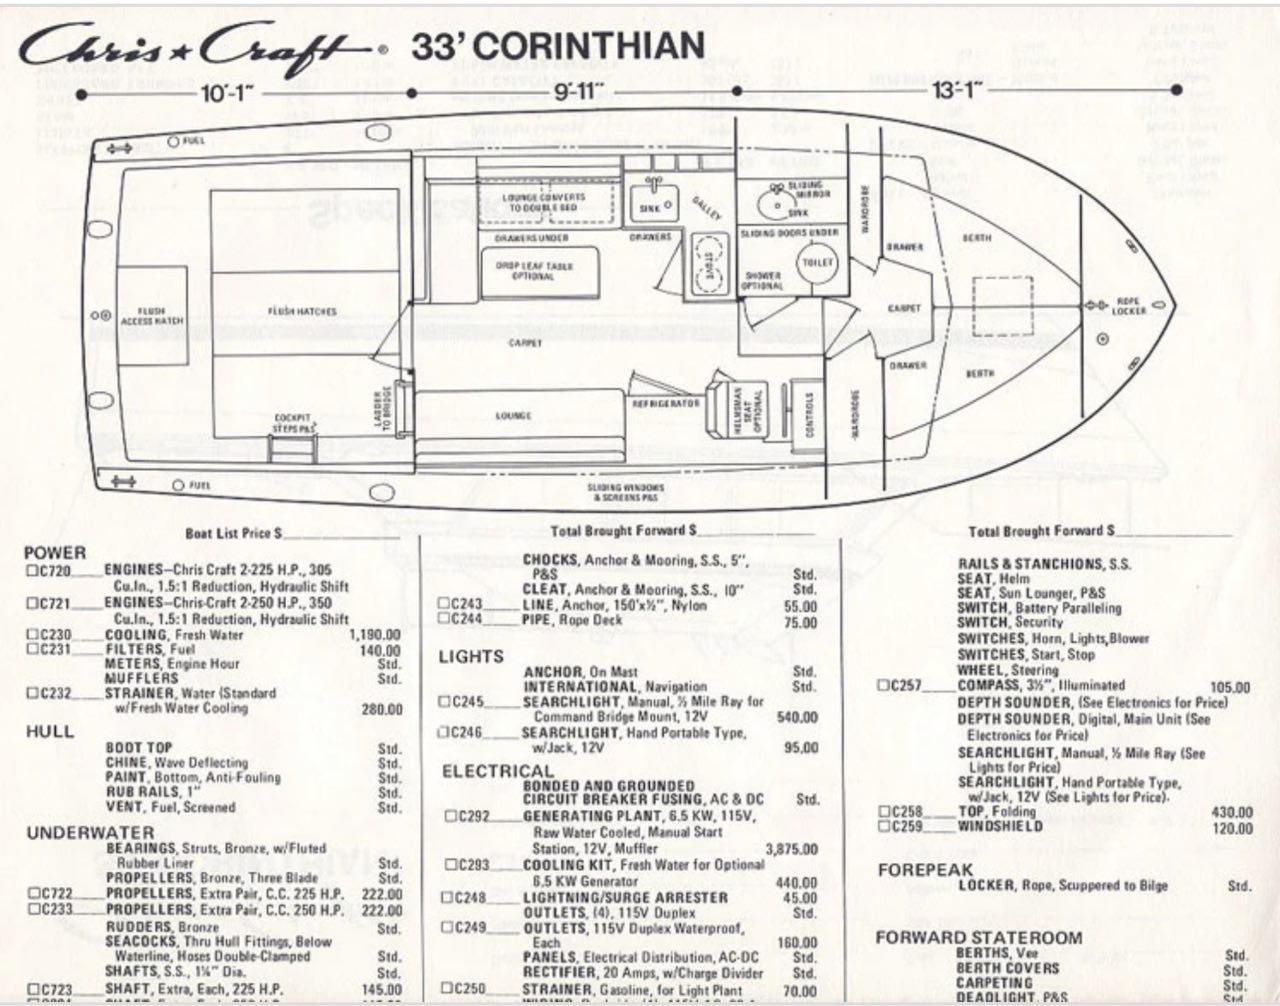 Chris★Craft® 33' CORINTHIAN
10'-1"
9'-11"
13'-1"
FUEL
LOUNGE CONVERTS
TO DOUBLE BED
DRAWERS UNDER
DROP LEAF TABLE
OPTIONAL
SINK
GALLEY
DRAWERS
STOVE
SLIDING
MIRROR
SINK
SLIDING DOORS UNDER
TOILET
SHOWER
OPTIONAL
WARDROBE
DRAWER
BERTH
CARPET
ROPE
LOCKER
FLUSH
ACCESS HATCH
FLUSH HATCHES
CARPET
DRAWER
BERTH
COCKPIT
STEPS P&S
LADDER
TO BRIDGE
LOUNGE
REFRIGERATOR
HELMSMAN
SEAT
OPTIONAL
CONTROLS
WARDROBE
FUEL
SLIDING WINDOWS
& SCREENS P&S
Boat List Price $
POWER
☐C720 ENGINES—Chris Craft 2-225 H.P., 305
Cu.In., 1.5:1 Reduction, Hydraulic Shift
☐C721 ENGINES—Chris-Craft 2-250 H.P., 350
Cu.In., 1.5:1 Reduction, Hydraulic Shift
☐C230 COOLING, Fresh Water 1,190.00
☐C231 FILTERS, Fuel 140.00
METERS, Engine Hour Std.
MUFFLERS Std.
☐C232 STRAINER, Water (Standard
w/Fresh Water Cooling 280.00
HULL
BOOT TOP Std.
CHINE, Wave Deflecting Std.
PAINT, Bottom, Anti-Fouling Std.
RUB RAILS, 1" Std.
VENT, Fuel, Screened Std.
UNDERWATER
BEARINGS, Struts, Bronze, w/Fluted
Rubber Liner Std.
PROPELLERS, Bronze, Three Blade Std.
☐C722 PROPELLERS, Extra Pair, C.C. 225 H.P. 222.00
☐C233 PROPELLERS, Extra Pair, C.C. 250 H.P. 222.00
RUDDERS, Bronze Std.
SEACOCKS, Thru Hull Fittings, Below
Waterline, Hoses Double-Clamped Std.
SHAFTS, S.S., 1¼" Dia. Std.
☐C723 SHAFT, Extra, Each, 225 H.P. 145.00
Total Brought Forward $
CHOCKS, Anchor & Mooring, S.S., 5",
P&S Std.
CLEAT, Anchor & Mooring, S.S., 10" Std.
☐C243 LINE, Anchor, 150'x½", Nylon 55.00
☐C244 PIPE, Rope Deck 75.00
LIGHTS
ANCHOR, On Mast Std.
INTERNATIONAL, Navigation Std.
☐C245 SEARCHLIGHT, Manual, ½ Mile Ray for
Command Bridge Mount, 12V 540.00
☐C246 SEARCHLIGHT, Hand Portable Type,
w/Jack, 12V 95.00
ELECTRICAL
BONDED AND GROUNDED
CIRCUIT BREAKER FUSING, AC & DC Std.
☐C292 GENERATING PLANT, 6.5 KW, 115V,
Raw Water Cooled, Manual Start
Station, 12V, Muffler 3,875.00
☐C293 COOLING KIT, Fresh Water for Optional
6.5 KW Generator 440.00
☐C248 LIGHTNING/SURGE ARRESTER 45.00
OUTLETS, (4), 115V Duplex Std.
☐C249 OUTLETS, 115V Duplex Waterproof,
Each 160.00
PANELS, Electrical Distribution, AC-DC Std.
RECTIFIER, 20 Amps, w/Charge Divider Std.
☐C250 STRAINER, Gasoline, for Light Plant 70.00
Total Brought Forward $
RAILS & STANCHIONS, S.S.
SEAT, Helm
SEAT, Sun Lounger, P&S
SWITCH, Battery Paralleling
SWITCH, Security
SWITCHES, Horn, Lights,Blower
SWITCHES, Start, Stop
WHEEL, Steering
☐C257 COMPASS, 3½", Illuminated 105.00
DEPTH SOUNDER, (See Electronics for Price)
DEPTH SOUNDER, Digital, Main Unit (See
Electronics for Price)
SEARCHLIGHT, Manual, ½ Mile Ray (See
Lights for Price)
SEARCHLIGHT, Hand Portable Type,
w/Jack, 12V (See Lights for Price).
☐C258 TOP, Folding 430.00
☐C259 WINDSHIELD 120.00
FOREPEAK
LOCKER, Rope, Scuppered to Bilge Std.
FORWARD STATEROOM
BERTHS, Vee Std.
BERTH COVERS Std.
CARPETING Std.
DEADLIGHT, P&S Std.